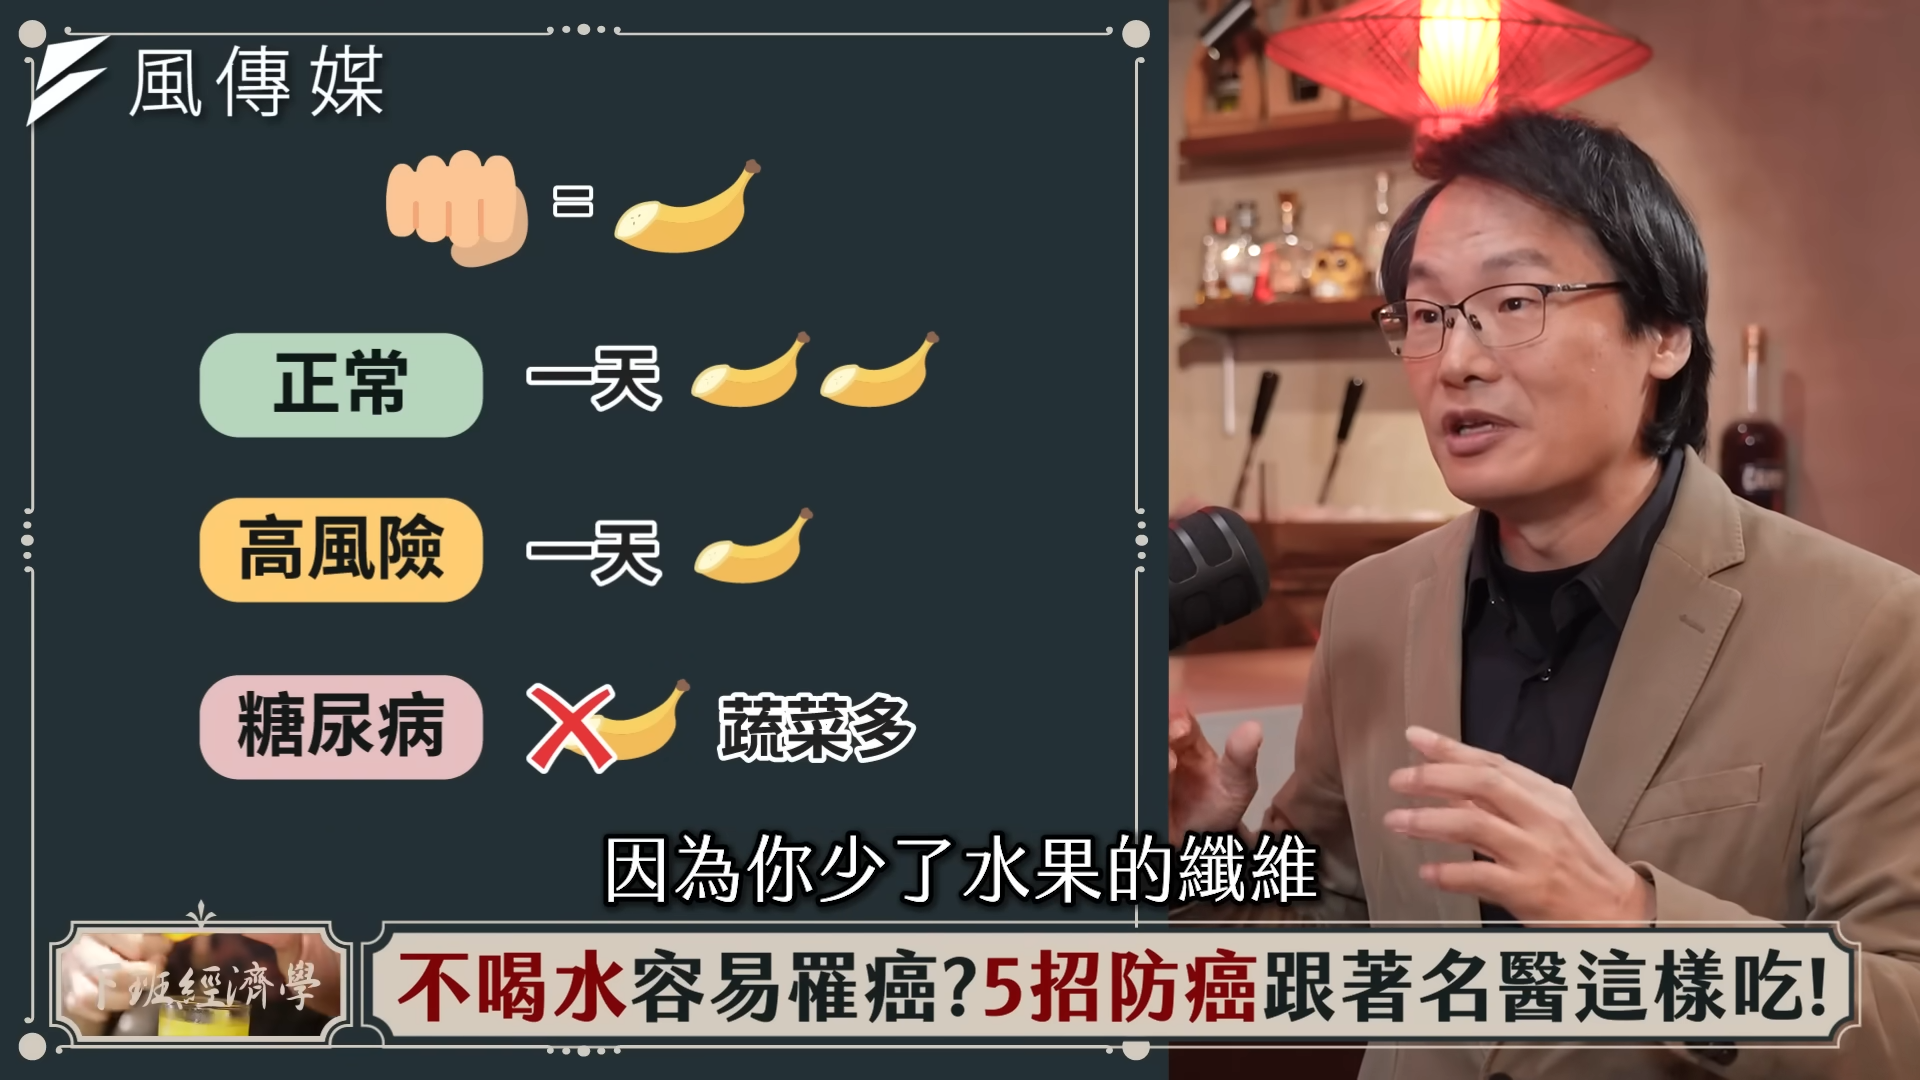 風傳媒
=
正常 一天
高風險 一天
糖尿病 蔬菜多
因為你少了水果的纖維
下班經濟學
不喝水容易罹癌?5招防癌跟著名醫這樣吃!